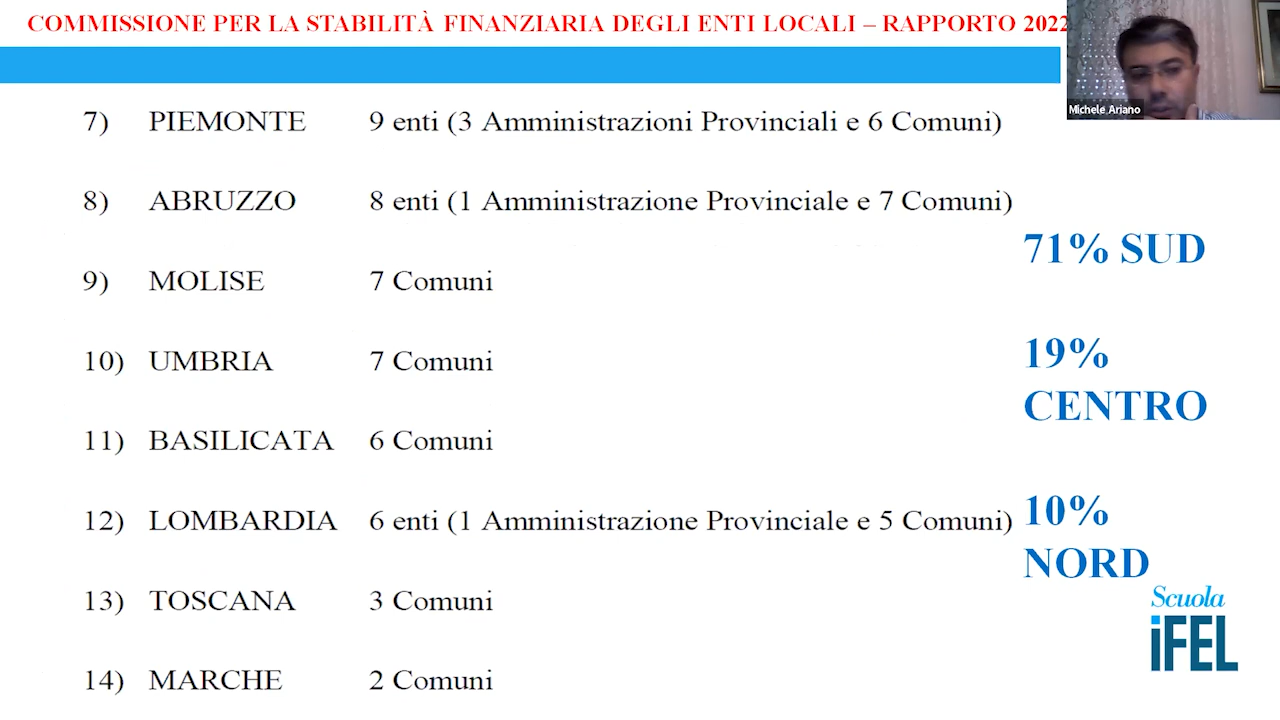 COMMISSIONE PER LA STABILITÀ FINANZIARIA DEGLI ENTI LOCALI – RAPPORTO 2022
Michele Ariano
7) PIEMONTE 9 enti (3 Amministrazioni Provinciali e 6 Comuni)
8) ABRUZZO 8 enti (1 Amministrazione Provinciale e 7 Comuni)
9) MOLISE 7 Comuni
10) UMBRIA 7 Comuni
11) BASILICATA 6 Comuni
12) LOMBARDIA 6 enti (1 Amministrazione Provinciale e 5 Comuni)
13) TOSCANA 3 Comuni
14) MARCHE 2 Comuni
71% SUD
19%
CENTRO
10%
NORD
Scuola
iFEL